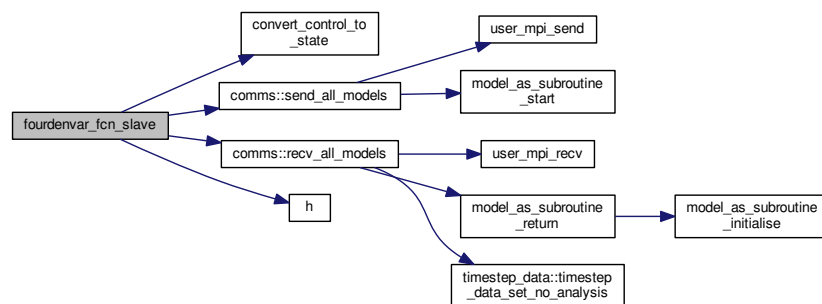 convert_control_to
_state
user_mpi_send
comms::send_all_models
model_as_subroutine
_start
fourdenvar_fcn_slave
comms::recv_all_models
user_mpi_recv
h
model_as_subroutine
_return
model_as_subroutine
_initialise
timestep_data::timestep
_data_set_no_analysis